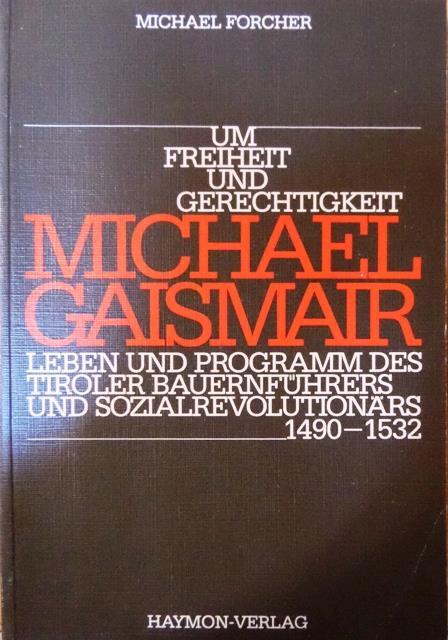 MICHAEL FORCHER
UM
FREIHEIT
UND
GERECHTIGKEIT
MICHAEL
GAISMAIR
LEBEN UND PROGRAMM DES
TIROLER BAUERNFÜHRERS
UND SOZIALREVOLUTIONÄRS
1490–1532
HAYMON-VERLAG